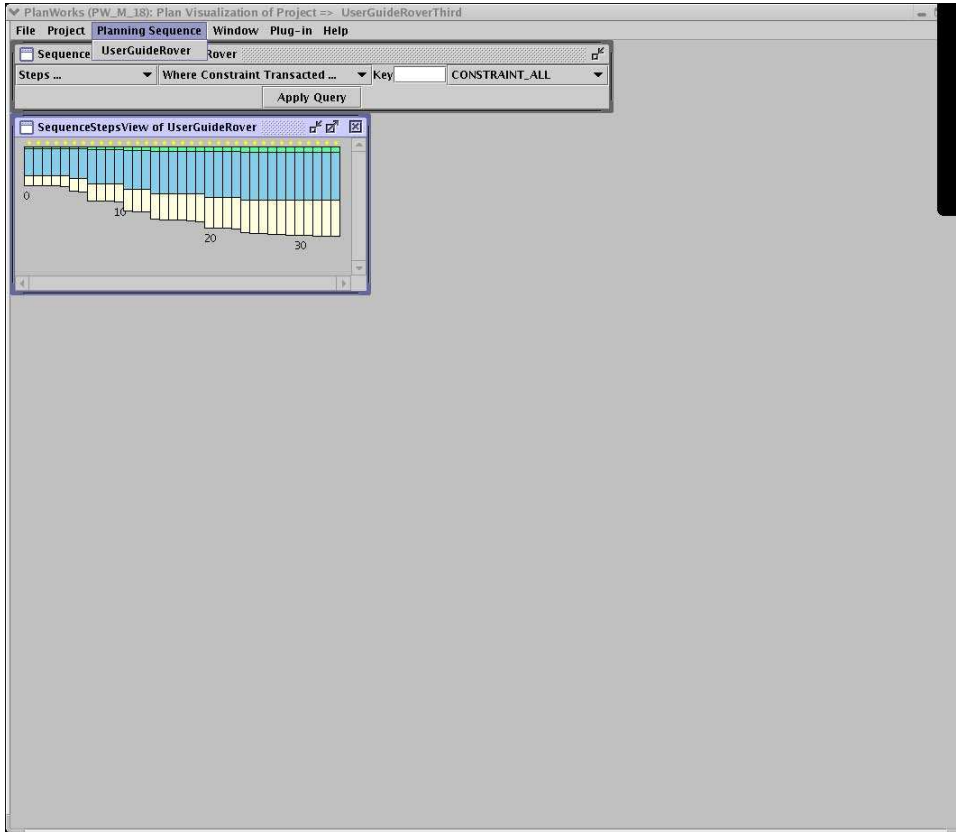 PlanWorks (PW_M_18): Plan Visualization of Project => UserGuideRoverThird
File Project Planning Sequence Window Plug-in Help
Sequence UserGuideRover Rover
Steps ... Where Constraint Transacted ... Key CONSTRAINT_ALL
Apply Query
SequenceStepsView of UserGuideRover
0
10
20
30